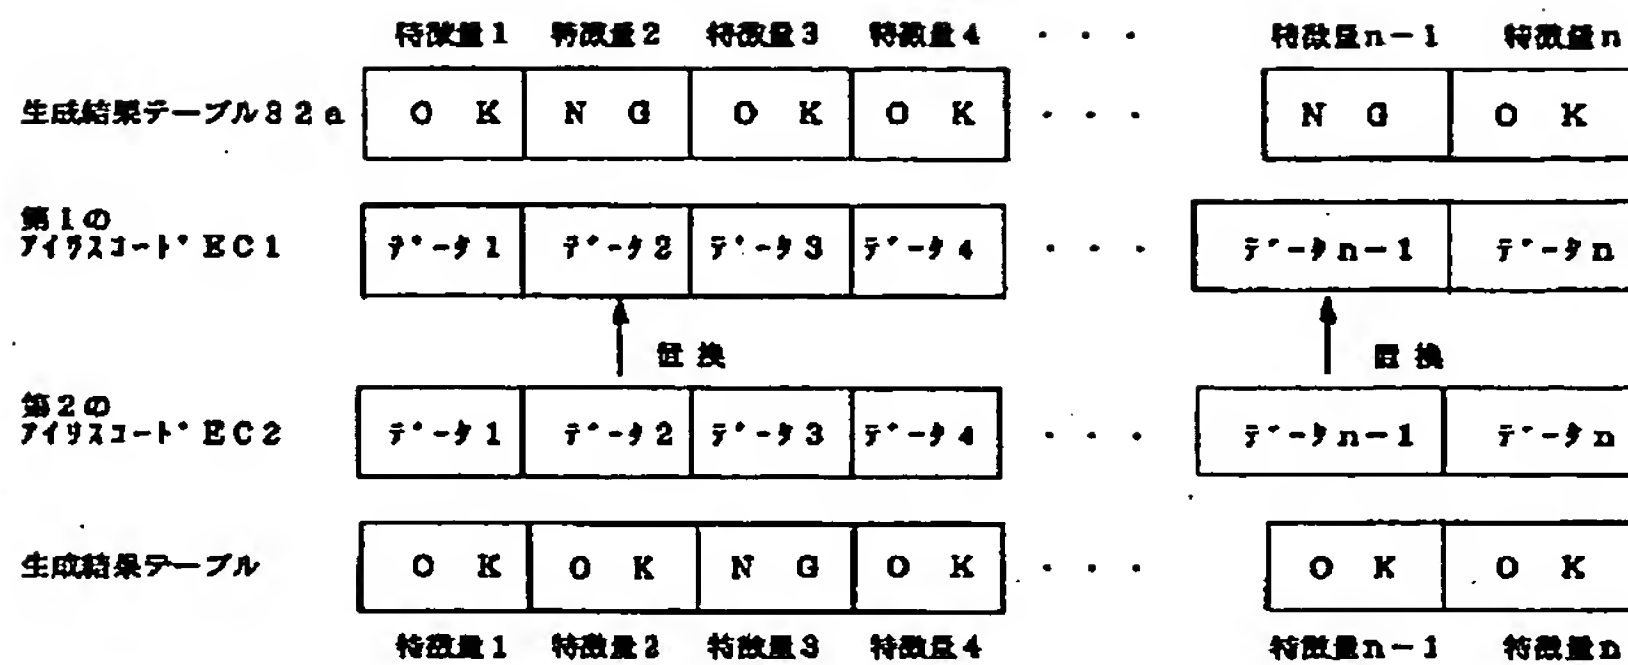 特徴量1 特徴量2 特徴量3 特徴量4 ・・・ 特徴量n-1 特徴量n
生成結果テーブル32a OK NG OK OK ・・・ NG OK
第1の
アイリスコード EC1 データ1 データ2 データ3 データ4 ・・・ データn-1 データn
置換 置換
第2の
アイリスコード EC2 データ1 データ2 データ3 データ4 ・・・ データn-1 データn
生成結果テーブル OK OK NG OK ・・・ OK OK
特徴量1 特徴量2 特徴量3 特徴量4 特徴量n-1 特徴量n